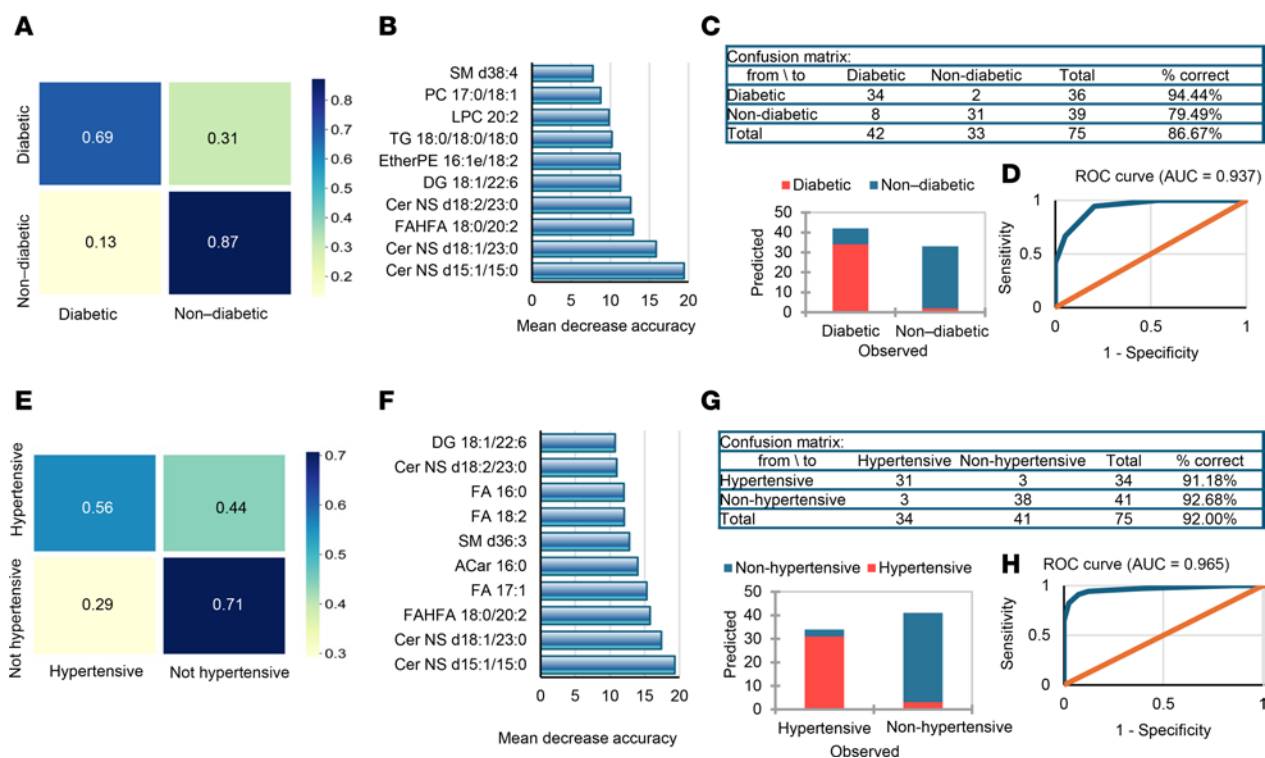 A
Diabetic
Non–diabetic
0.69
0.31
0.13
0.87
Diabetic
Non–diabetic
0.8
0.7
0.6
0.5
0.4
0.3
0.2
B
SM d38:4
PC 17:0/18:1
LPC 20:2
TG 18:0/18:0/18:0
EtherPE 16:1e/18:2
DG 18:1/22:6
Cer NS d18:2/23:0
FAHFA 18:0/20:2
Cer NS d18:1/23:0
Cer NS d15:1/15:0
0 5 10 15 20
Mean decrease accuracy
C
Confusion matrix:
from \ to Diabetic Non-diabetic Total % correct
Diabetic 34 2 36 94.44%
Non-diabetic 8 31 39 79.49%
Total 42 33 75 86.67%
Diabetic Non–diabetic
Predicted
50
40
30
20
10
0
Diabetic Non–diabetic
Observed
D
ROC curve (AUC = 0.937)
Sensitivity
1
0.5
0
0 0.5 1
1 - Specificity
E
Hypertensive
Not hypertensive
0.56
0.44
0.29
0.71
Hypertensive
Not hypertensive
0.7
0.6
0.5
0.4
0.3
F
DG 18:1/22:6
Cer NS d18:2/23:0
FA 16:0
FA 18:2
SM d36:3
ACar 16:0
FA 17:1
FAHFA 18:0/20:2
Cer NS d18:1/23:0
Cer NS d15:1/15:0
0 5 10 15 20
Mean decrease accuracy
G
Confusion matrix:
from \ to Hypertensive Non-hypertensive Total % correct
Hypertensive 31 3 34 91.18%
Non-hypertensive 3 38 41 92.68%
Total 34 41 75 92.00%
Non-hypertensive Hypertensive
Predicted
50
40
30
20
10
0
Hypertensive Non-hypertensive
Observed
H
ROC curve (AUC = 0.965)
Sensitivity
1
0.5
0
0 0.5 1
1 - Specificity